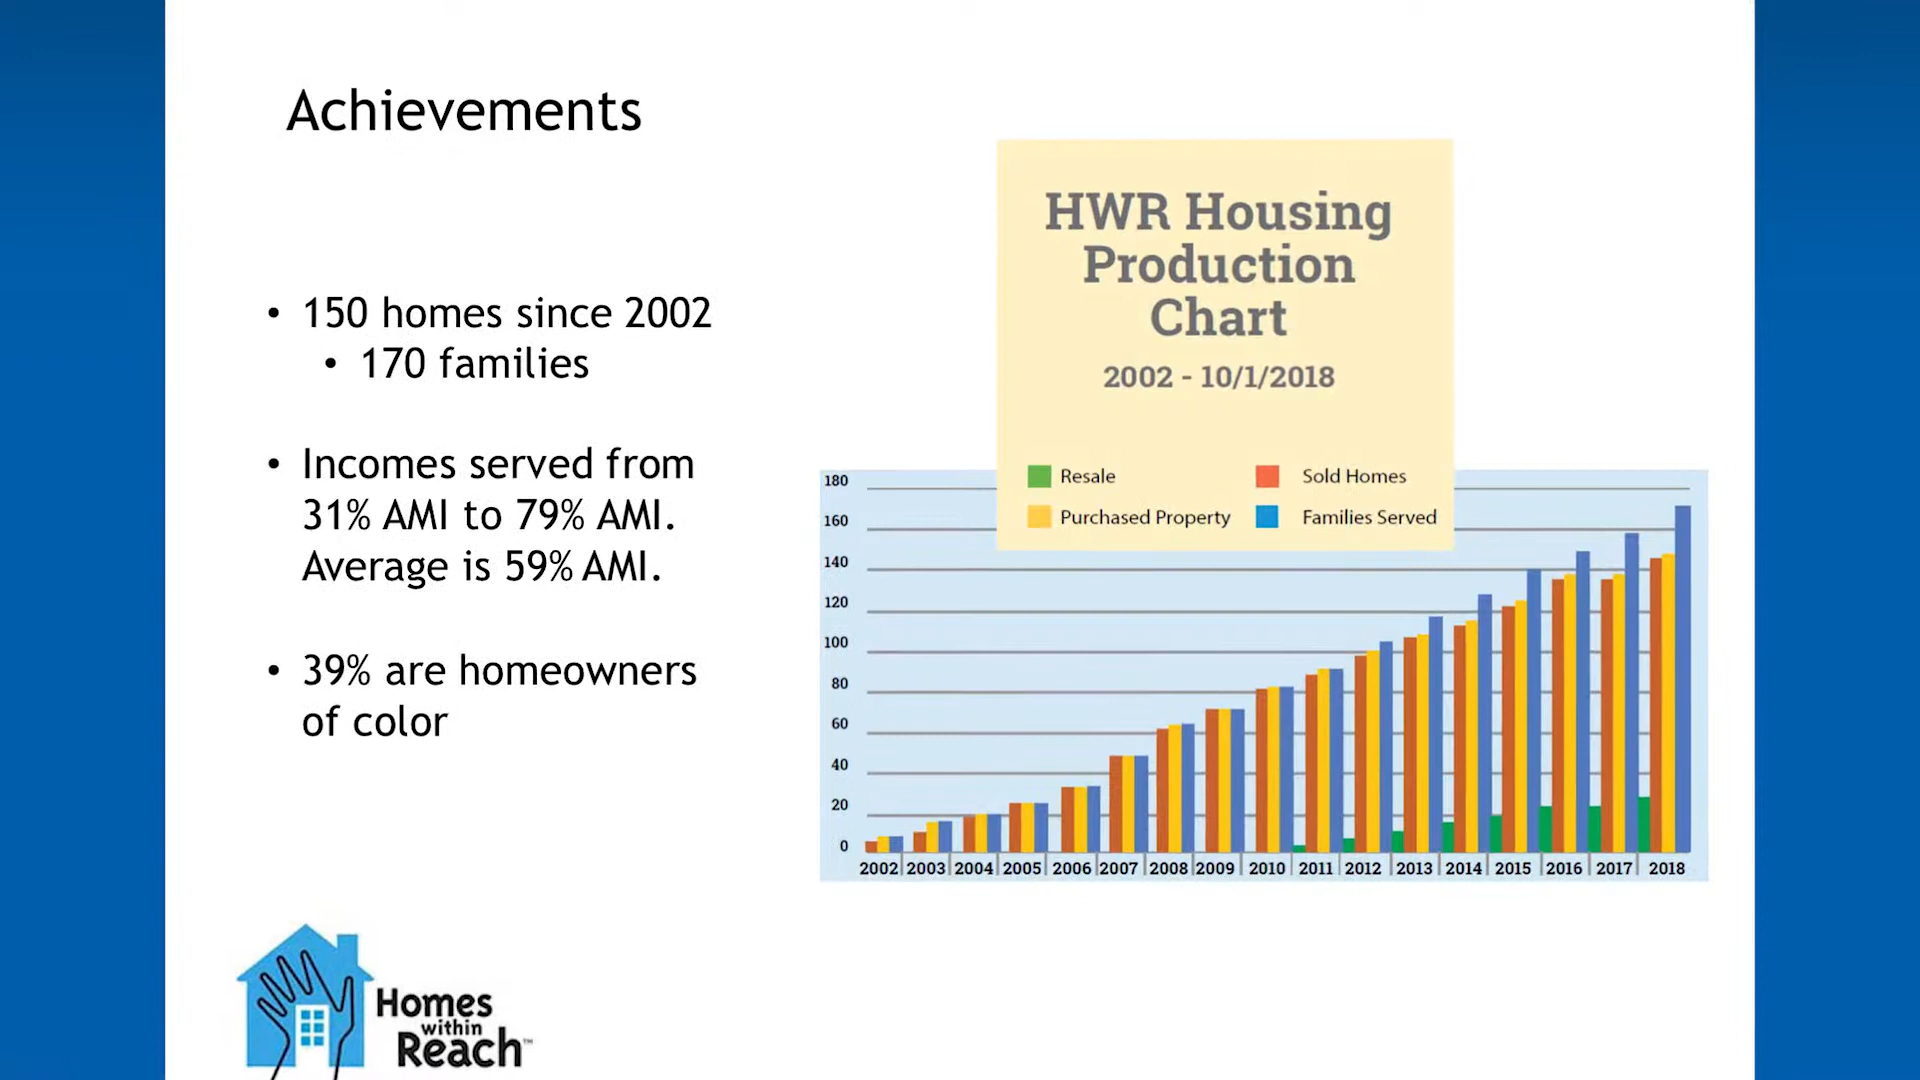 Achievements
• 150 homes since 2002
• 170 families
• Incomes served from
31% AMI to 79% AMI.
Average is 59% AMI.
• 39% are homeowners
of color
HWR Housing
Production
Chart
2002 - 10/1/2018
Resale
Sold Homes
Purchased Property
Families Served
180
160
140
120
100
80
60
40
20
0
2002 2003 2004 2005 2006 2007 2008 2009 2010 2011 2012 2013 2014 2015 2016 2017 2018
Homes
within
Reach™